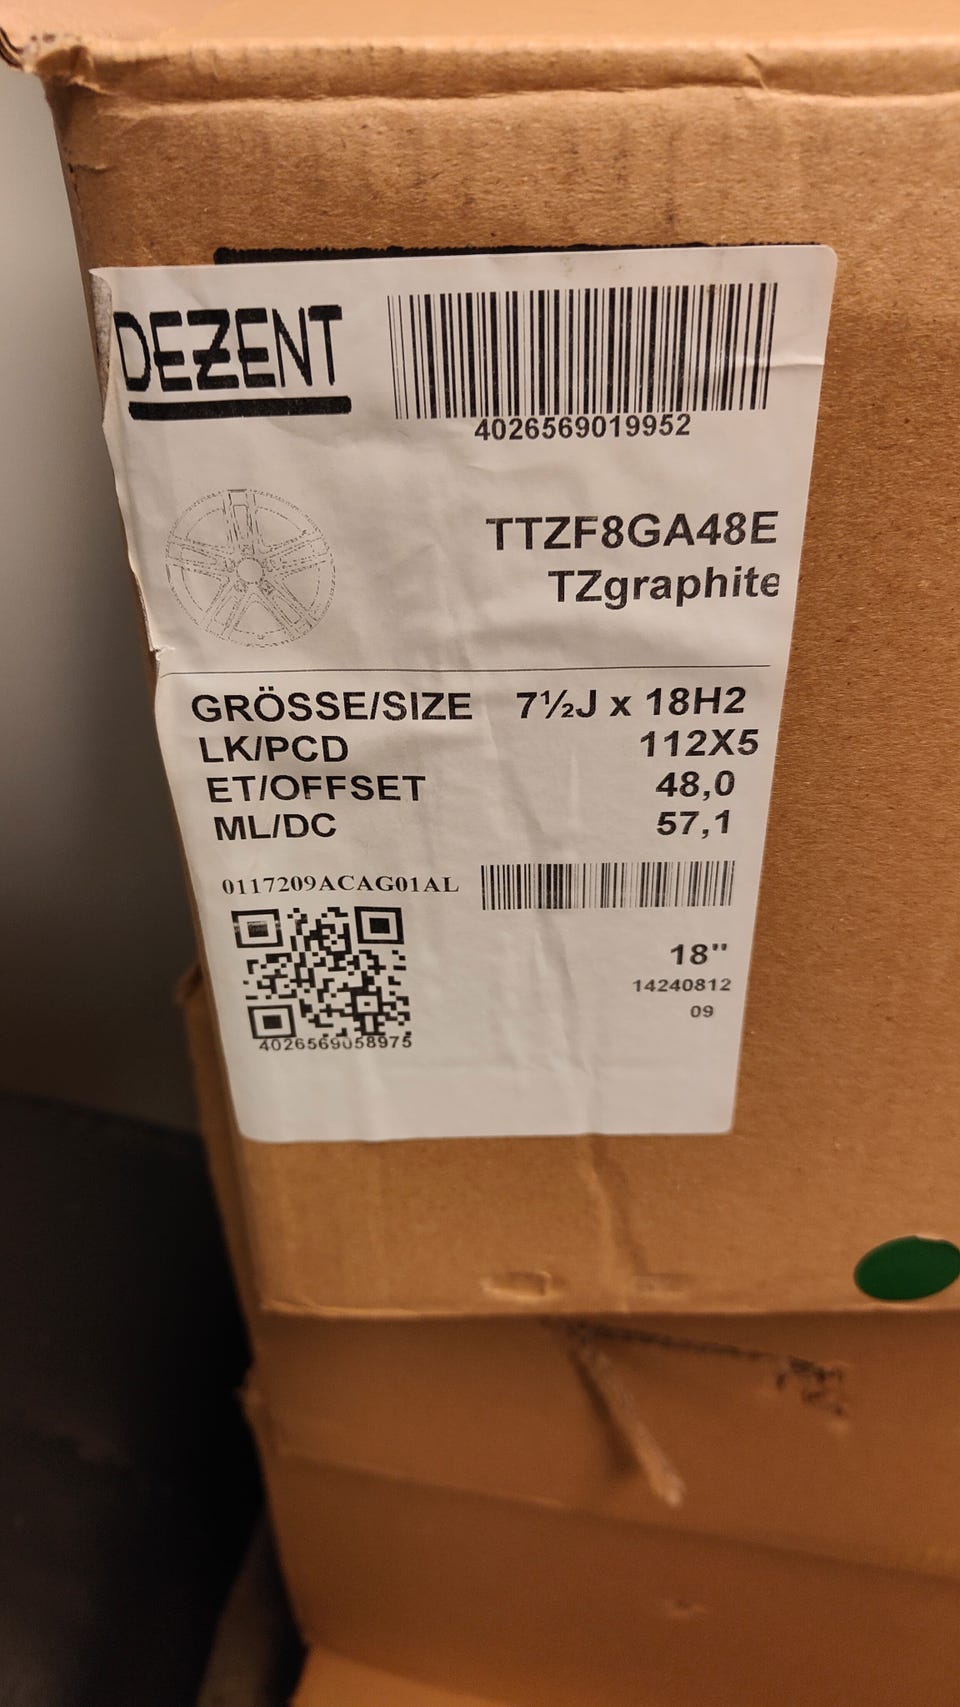 DEZENT
4026569019952
TTZF8GA48E
TZgraphite
GRÖSSE/SIZE 7½J x 18H2
LK/PCD 112X5
ET/OFFSET 48,0
ML/DC 57,1
0117209ACAG01AL
18"
14240812
09
4026569058975